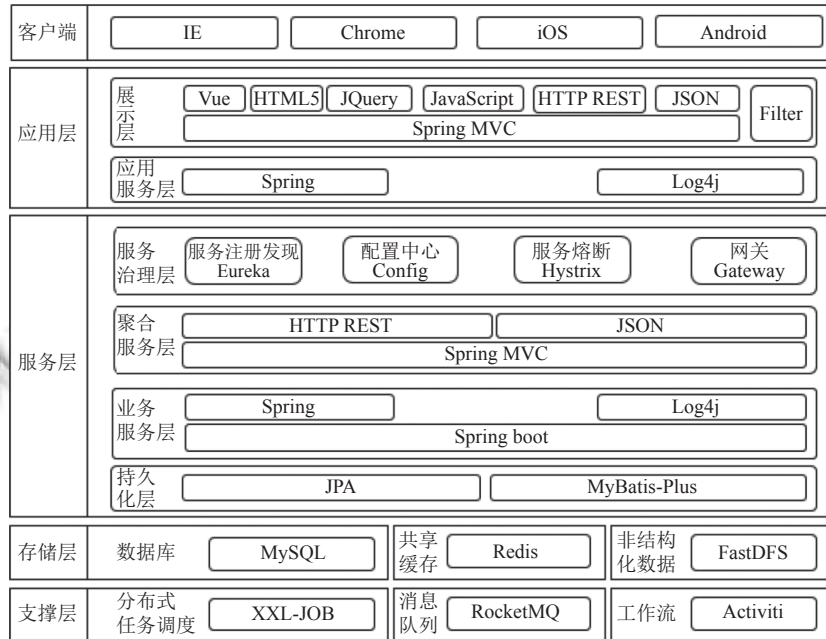 客户端
IE
Chrome
iOS
Android
应用层
展
示
层
Vue
HTML5
JQuery
JavaScript
HTTP REST
JSON
Filter
Spring MVC
应用
服务层
Spring
Log4j
服务层
服务
治理层
服务注册发现
Eureka
配置中心
Config
服务熔断
Hystrix
网关
Gateway
聚合
服务层
HTTP REST
JSON
Spring MVC
业务
服务层
Spring
Log4j
Spring boot
持久
化层
JPA
MyBatis-Plus
存储层
数据库
MySQL
共享
缓存
Redis
非结构
化数据
FastDFS
支撑层
分布式
任务调度
XXL-JOB
消息
队列
RocketMQ
工作流
Activiti